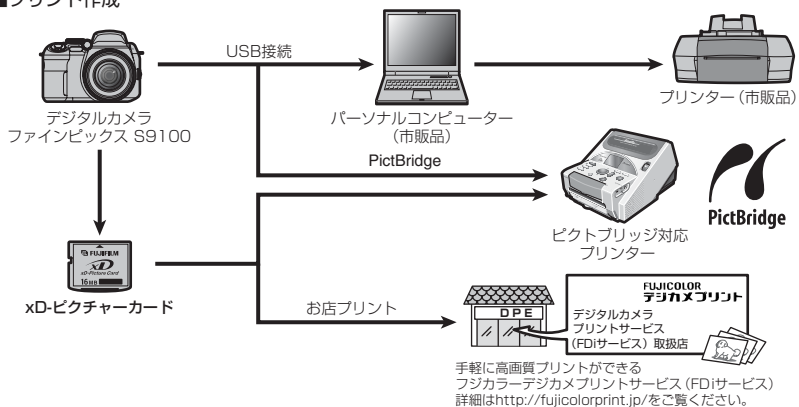 ■プリント作成
USB接続
デジタルカメラ
ファインピックス S9100
パーソナルコンピューター
(市販品)
プリンター(市販品)
PictBridge
PictBridge
ピクトブリッジ対応
プリンター
FUJIFILM
xD
xD-Picture Card
16MB
xD-ピクチャーカード
お店プリント
DPE
FUJICOLOR
デジカメプリント
デジタルカメラ
プリントサービス
(FDiサービス)取扱店
手軽に高画質プリントができる
フジカラーデジカメプリントサービス(FDiサービス)
詳細はhttp://fujicolorprint.jp/をご覧ください。